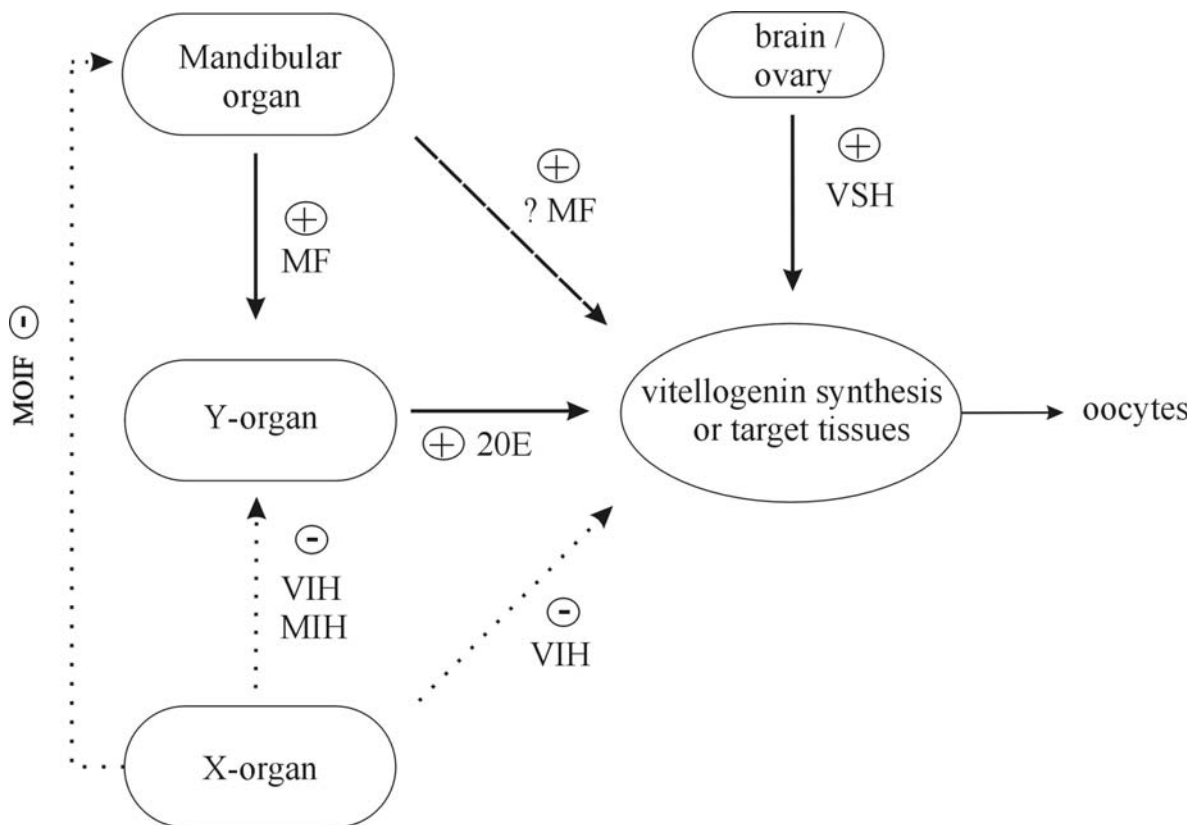 Mandibular
organ
brain /
ovary
+
MF
+
? MF
+
VSH
MOIF -
Y-organ
+ 20E
vitellogenin synthesis
or target tissues
oocytes
-
VIH
MIH
-
VIH
X-organ